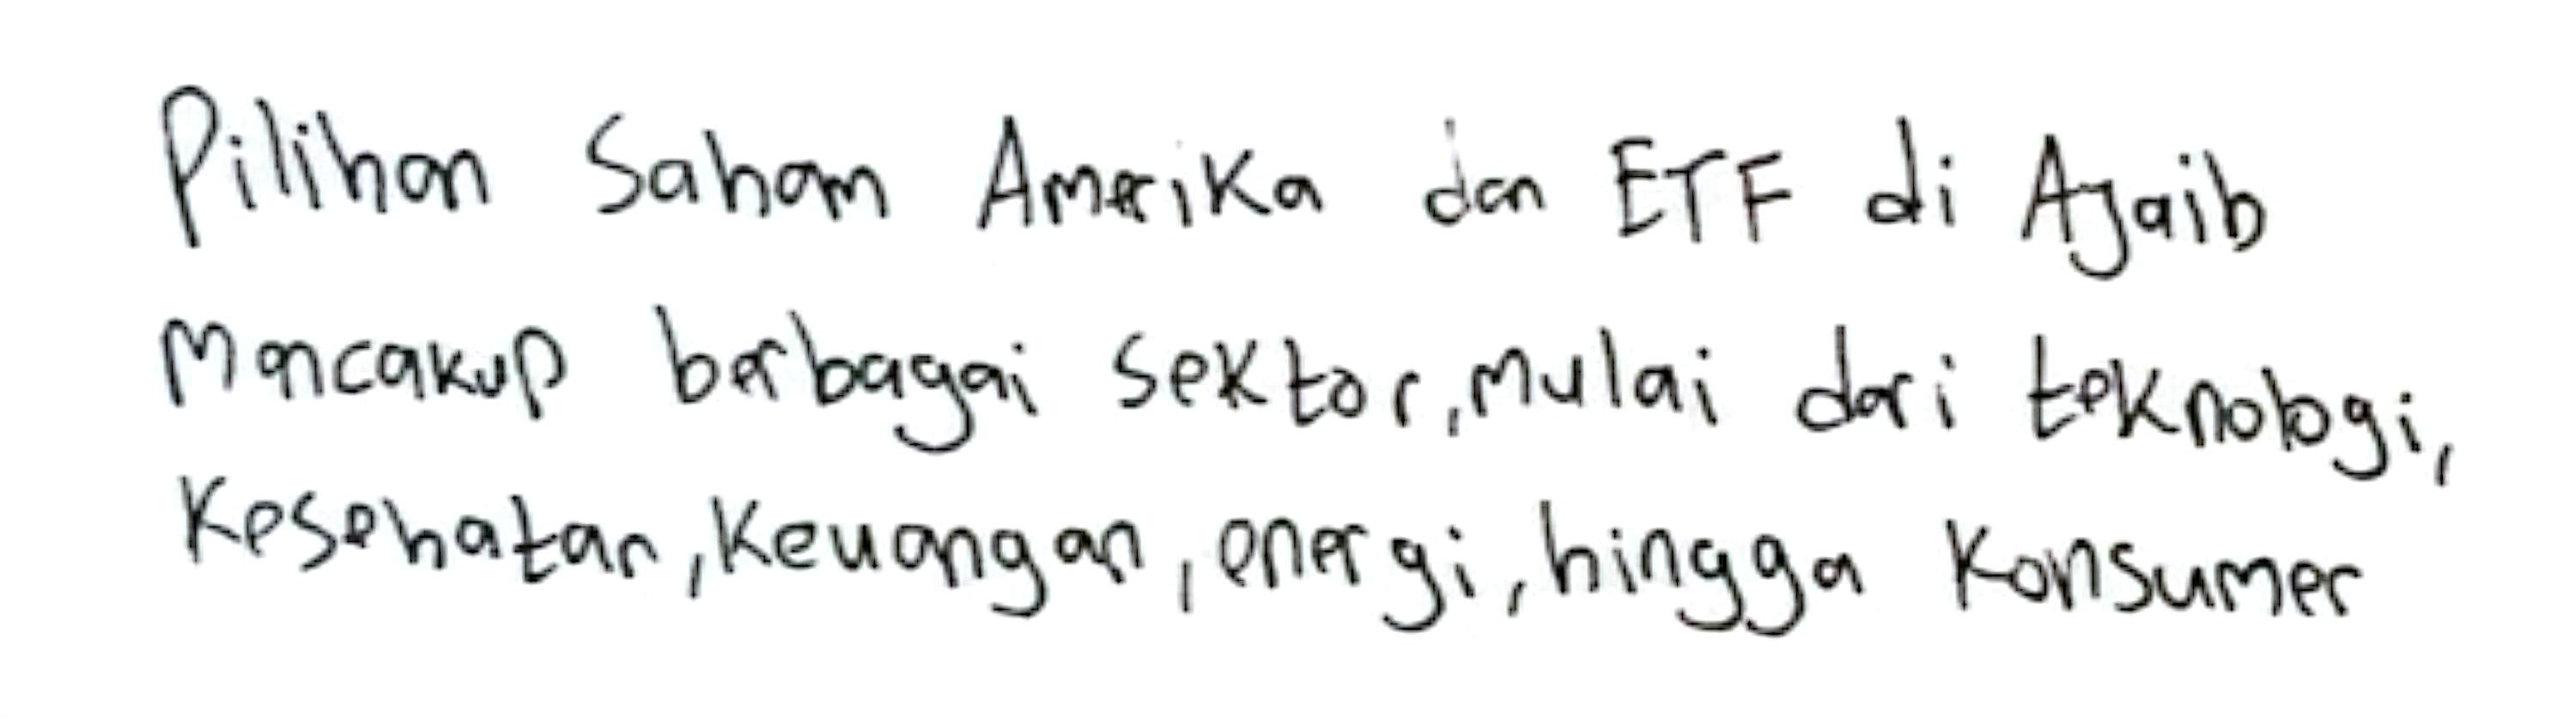 Pilihan Saham Amerika dan ETF di Ajaib
Mencakup berbagai sektor, mulai dari teknologi,
Kesehatan, Keuangan, energi, hingga Konsumer